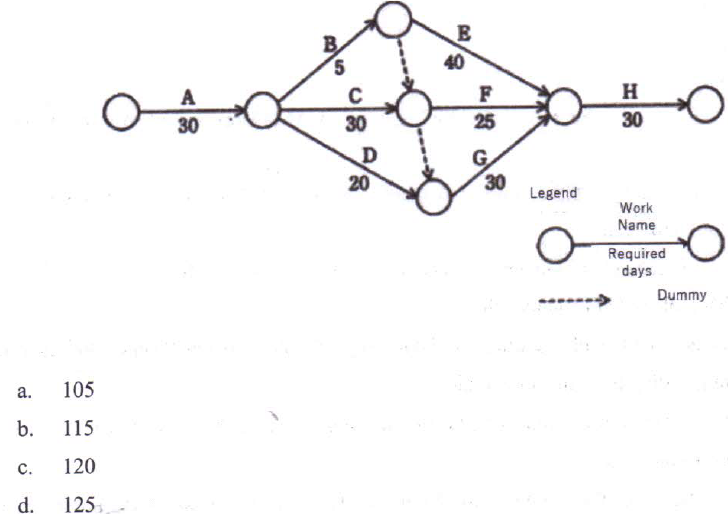 B
5
E
40
A
30
C
30
F
25
H
30
D
20
G
30
Legend
Work
Name
Required
days
Dummy
a. 105
b. 115
c. 120
d. 125